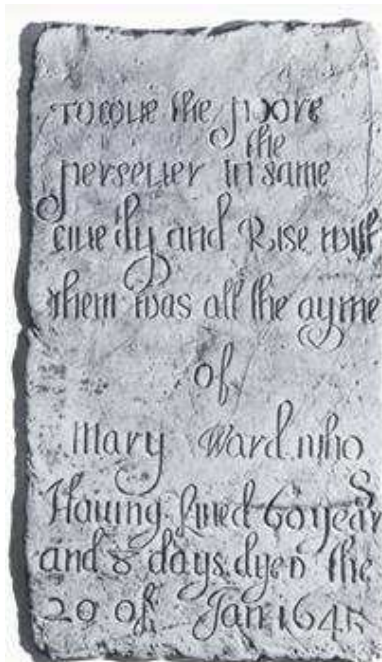 TO LOUE the poore
the
perseuer in same
liue dy and Rise with
them was all the ayme
of
Mary Ward who
Hauing liued 60 years
and 8 days dyed the
20 of Jan 1645